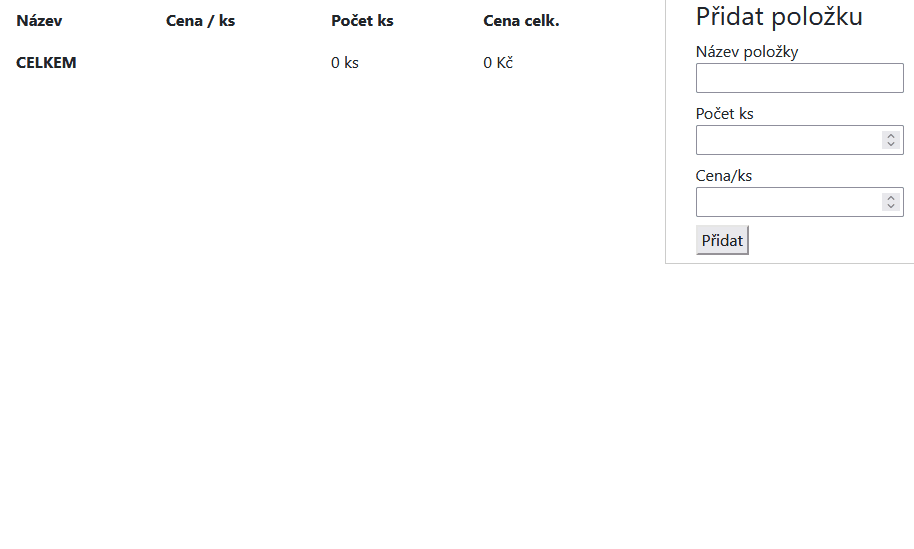 Název Cena / ks Počet ks Cena celk.
CELKEM 0 ks 0 Kč
Přidat položku
Název položky
Počet ks
Cena/ks
Přidat